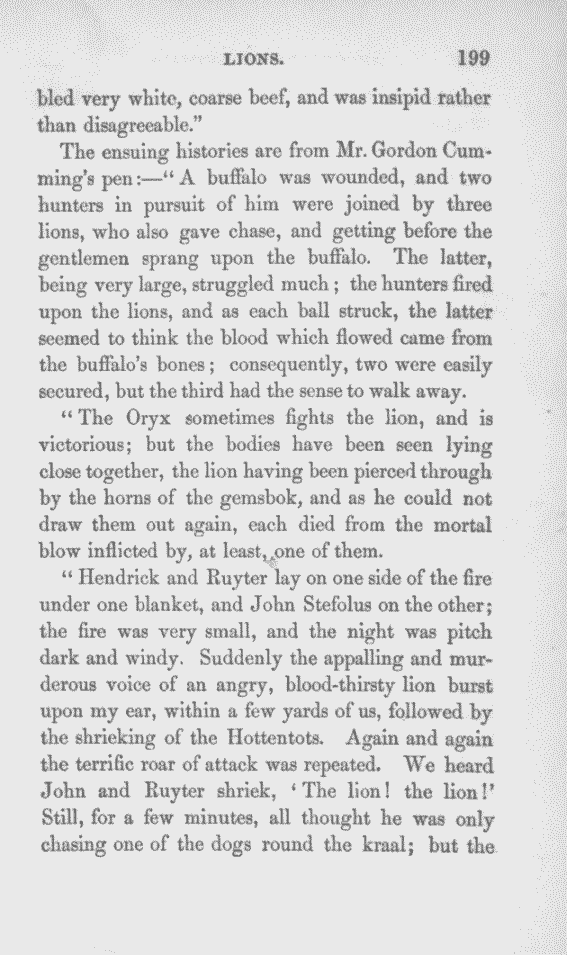 LIONS. 199
bled very white, coarse beef, and was insipid rather
than disagreeable.”
The ensuing histories are from Mr. Gordon Cum-
ming’s pen:—“ A buffalo was wounded, and two
hunters in pursuit of him were joined by three
lions, who also gave chase, and getting before the
gentlemen sprang upon the buffalo. The latter,
being very large, struggled much ; the hunters fired
upon the lions, and as each ball struck, the latter
seemed to think the blood which flowed came from
the buffalo’s bones ; consequently, two were easily
secured, but the third had the sense to walk away.
“ The Oryx sometimes fights the lion, and is
victorious; but the bodies have been seen lying
close together, the lion having been pierced through
by the horns of the gemsbok, and as he could not
draw them out again, each died from the mortal
blow inflicted by, at least, one of them.
“ Hendrick and Ruyter lay on one side of the fire
under one blanket, and John Stefolus on the other;
the fire was very small, and the night was pitch
dark and windy. Suddenly the appalling and mur-
derous voice of an angry, blood-thirsty lion burst
upon my ear, within a few yards of us, followed by
the shrieking of the Hottentots. Again and again
the terrific roar of attack was repeated. We heard
John and Ruyter shriek, ‘ The lion! the lion!’
Still, for a few minutes, all thought he was only
chasing one of the dogs round the kraal; but the